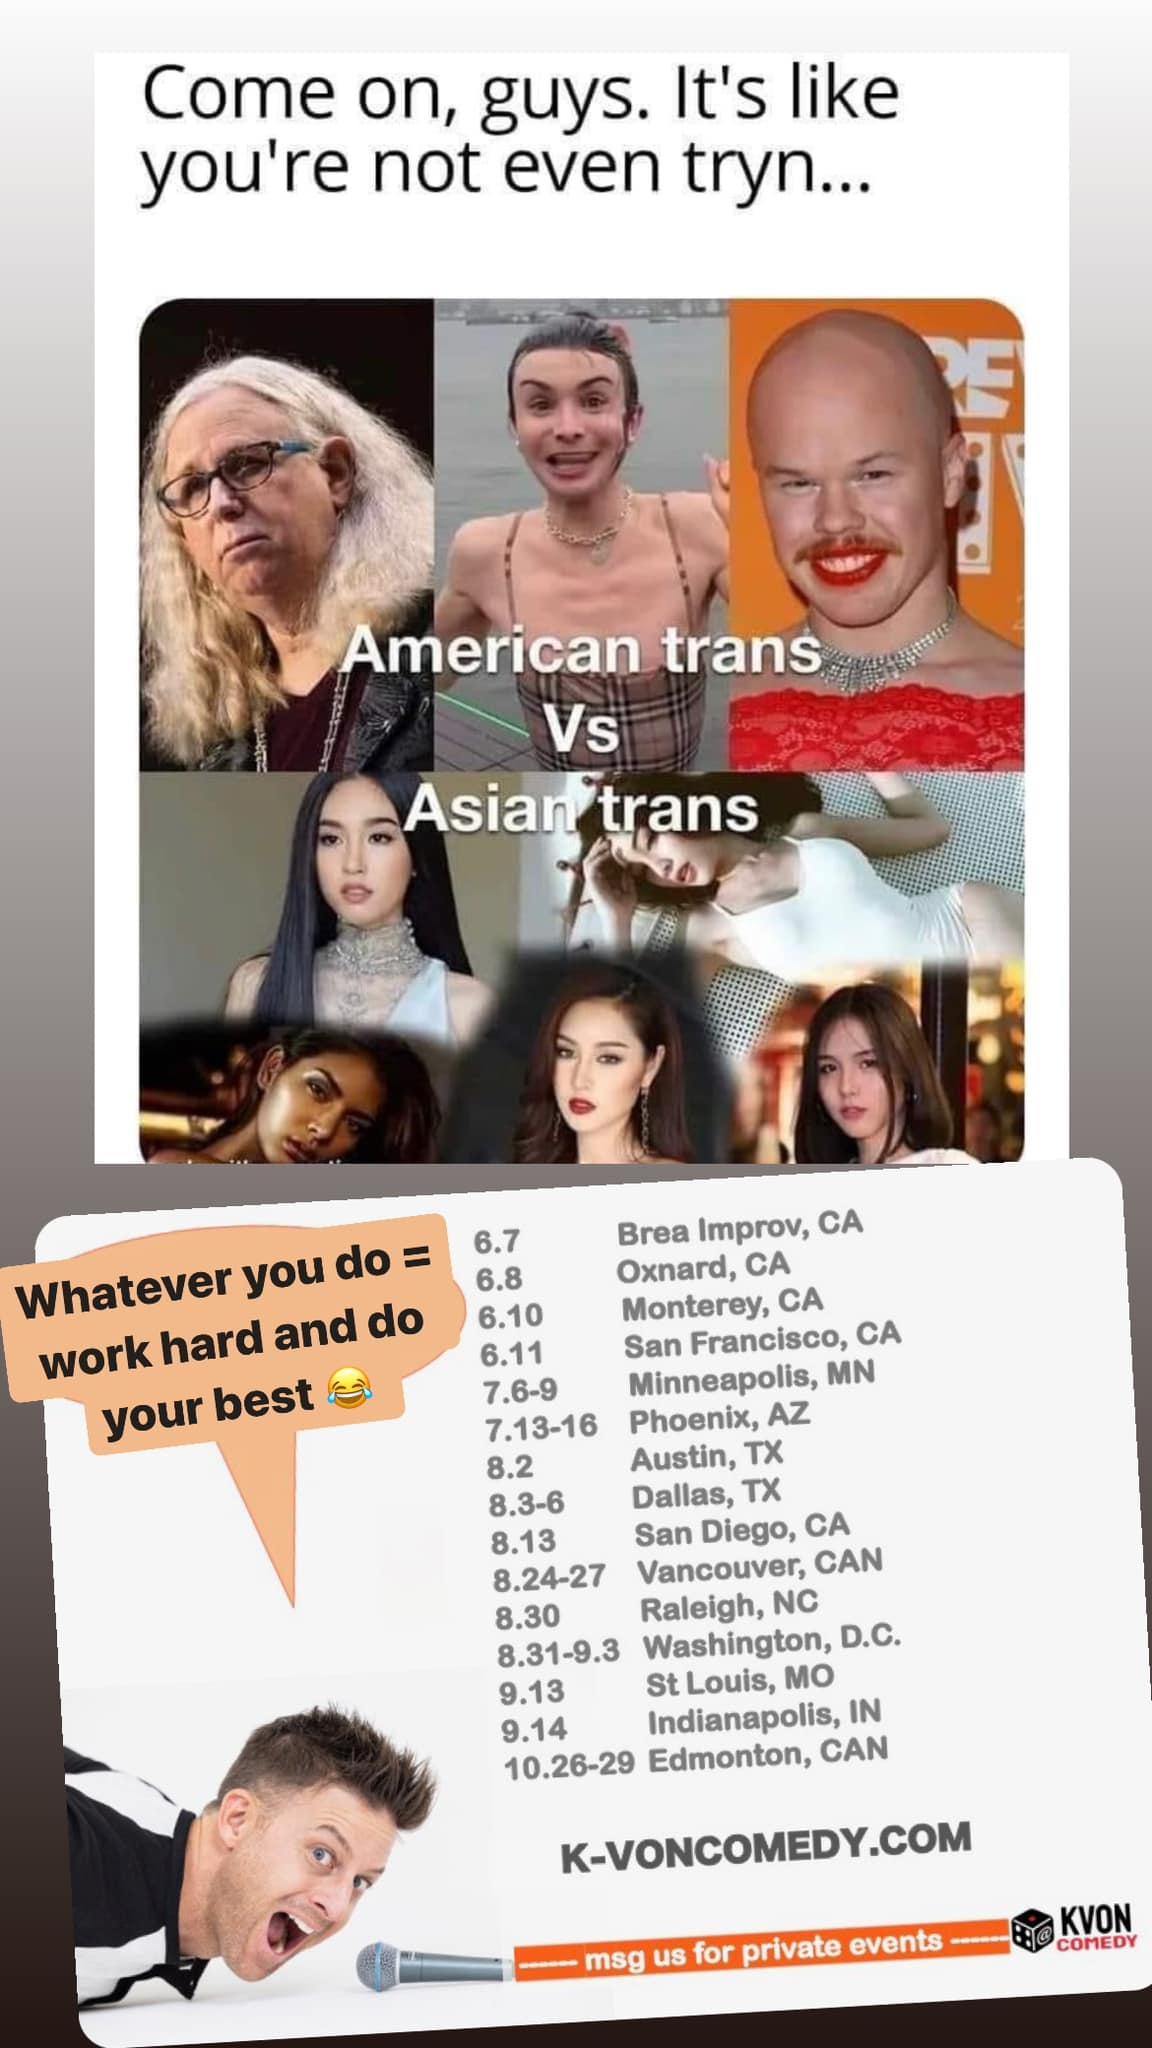 Come on, guys. It's like
you're not even tryn...
American trans
Vs
Asian trans
Whatever you do =
work hard and do
your best 😂
6.7 Brea Improv, CA
6.8 Oxnard, CA
6.10 Monterey, CA
6.11 San Francisco, CA
7.6-9 Minneapolis, MN
7.13-16 Phoenix, AZ
8.2 Austin, TX
8.3-6 Dallas, TX
8.13 San Diego, CA
8.24-27 Vancouver, CAN
8.30 Raleigh, NC
8.31-9.3 Washington, D.C.
9.13 St Louis, MO
9.14 Indianapolis, IN
10.26-29 Edmonton, CAN
K-VONCOMEDY.COM
------ msg us for private events ------
KVON
COMEDY